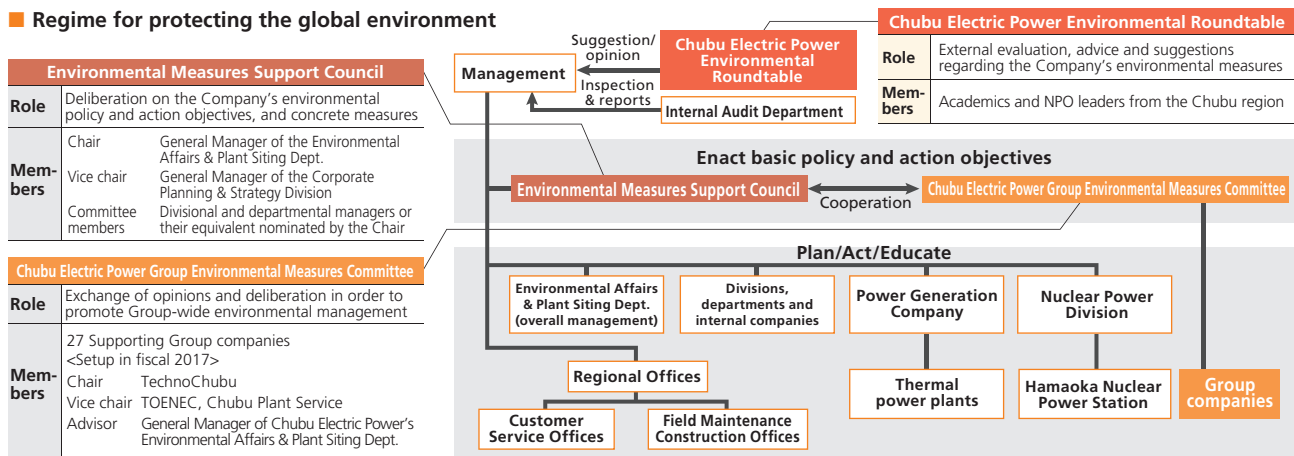 ■ Regime for protecting the global environment
Environmental Measures Support Council
Role
Deliberation on the Company's environmental
policy and action objectives, and concrete measures
Mem-
bers
Chair General Manager of the Environmental
Affairs & Plant Siting Dept.
Vice chair General Manager of the Corporate
Planning & Strategy Division
Committee Divisional and departmental managers or
members their equivalent nominated by the Chair
Chubu Electric Power Group Environmental Measures Committee
Role
Exchange of opinions and deliberation in order to
promote Group-wide environmental management
Mem-
bers
27 Supporting Group companies
<Setup in fiscal 2017>
Chair TechnoChubu
Vice chair TOENEC, Chubu Plant Service
Advisor General Manager of Chubu Electric Power's
Environmental Affairs & Plant Siting Dept.
Management
Suggestion/
opinion
Inspection
& reports
Chubu Electric Power
Environmental
Roundtable
Internal Audit Department
Chubu Electric Power Environmental Roundtable
Role
External evaluation, advice and suggestions
regarding the Company's environmental measures
Mem-
bers
Academics and NPO leaders from the Chubu region
Enact basic policy and action objectives
Environmental Measures Support Council
Cooperation
Chubu Electric Power Group Environmental Measures Committee
Plan/Act/Educate
Environmental Affairs
& Plant Siting Dept.
(overall management)
Divisions,
departments and
internal companies
Power Generation
Company
Nuclear Power
Division
Regional Offices
Customer
Service Offices
Field Maintenance
Construction Offices
Thermal
power plants
Hamaoka Nuclear
Power Station
Group
companies